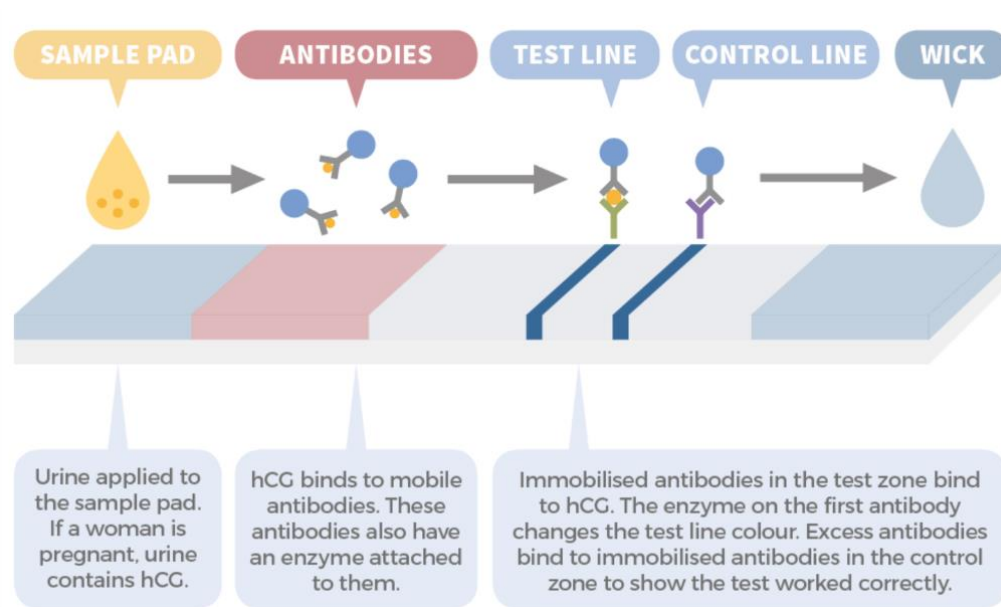 SAMPLE PAD
ANTIBODIES
TEST LINE
CONTROL LINE
WICK
Urine applied to
the sample pad.
If a woman is
pregnant, urine
contains hCG.
hCG binds to mobile
antibodies. These
antibodies also have
an enzyme attached
to them.
Immobilised antibodies in the test zone bind
to hCG. The enzyme on the first antibody
changes the test line colour. Excess antibodies
bind to immobilised antibodies in the control
zone to show the test worked correctly.